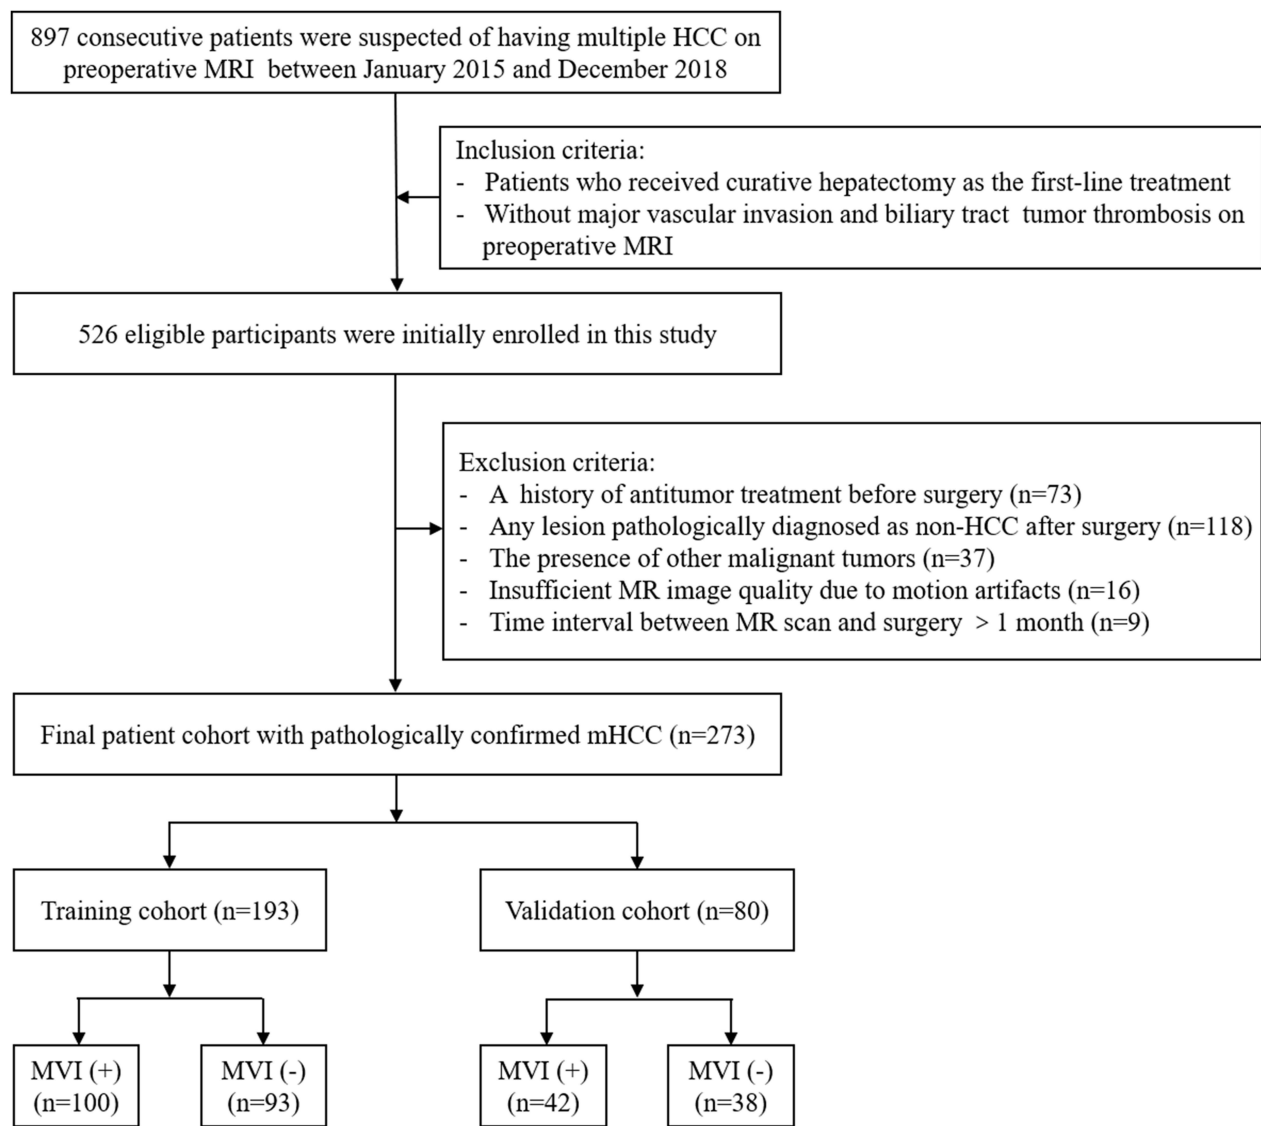 897 consecutive patients were suspected of having multiple HCC on
preoperative MRI between January 2015 and December 2018
Inclusion criteria:
- Patients who received curative hepatectomy as the first-line treatment
- Without major vascular invasion and biliary tract tumor thrombosis on
preoperative MRI
526 eligible participants were initially enrolled in this study
Exclusion criteria:
- A history of antitumor treatment before surgery (n=73)
- Any lesion pathologically diagnosed as non-HCC after surgery (n=118)
- The presence of other malignant tumors (n=37)
- Insufficient MR image quality due to motion artifacts (n=16)
- Time interval between MR scan and surgery > 1 month (n=9)
Final patient cohort with pathologically confirmed mHCC (n=273)
Training cohort (n=193)
Validation cohort (n=80)
MVI (+)
(n=100)
MVI (-)
(n=93)
MVI (+)
(n=42)
MVI (-)
(n=38)